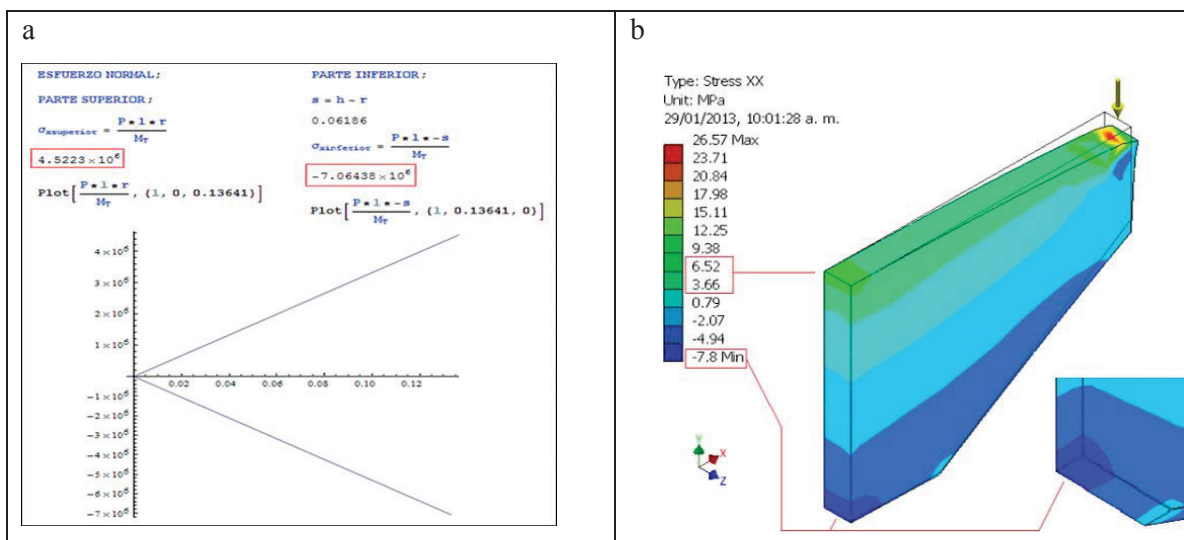 a
ESFUERZO NORMAL;
PARTE SUPERIOR;
σxsuperior = P*l*r / MT
4.5223×10^6
Plot[P*l*r / MT, {l, 0, 0.13641}]
PARTE INFERIOR;
s = h - r
0.06186
σxinferior = P*l*-s / MT
-7.06438×10^6
Plot[P*l*-s / MT, {l, 0.13641, 0}]
4×10^6
3×10^6
2×10^6
1×10^6
0.02 0.04 0.06 0.08 0.10 0.12
-1×10^6
-2×10^6
-3×10^6
-4×10^6
-5×10^6
-6×10^6
-7×10^6
b
Type: Stress XX
Unit: MPa
29/01/2013, 10:01:28 a. m.
26.57 Max
23.71
20.84
17.98
15.11
12.25
9.38
6.52
3.66
0.79
-2.07
-4.94
-7.8 Min
Y
X
Z